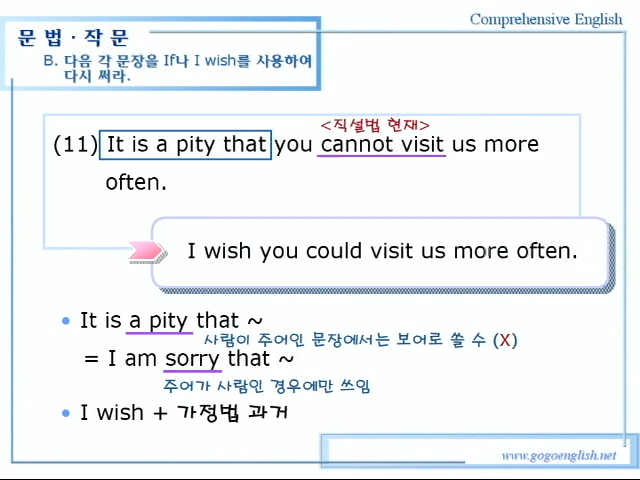 Comprehensive English
문 법 · 작 문
B. 다음 각 문장을 If나 I wish를 사용하여
다시 써라.
<직설법 현재>
(11) It is a pity that you cannot visit us more
often.
I wish you could visit us more often.
• It is a pity that ~
사람이 주어인 문장에서는 보어로 쓸 수 (X)
= I am sorry that ~
주어가 사람인 경우에만 쓰임
• I wish + 가정법 과거
www.gogoenglish.net